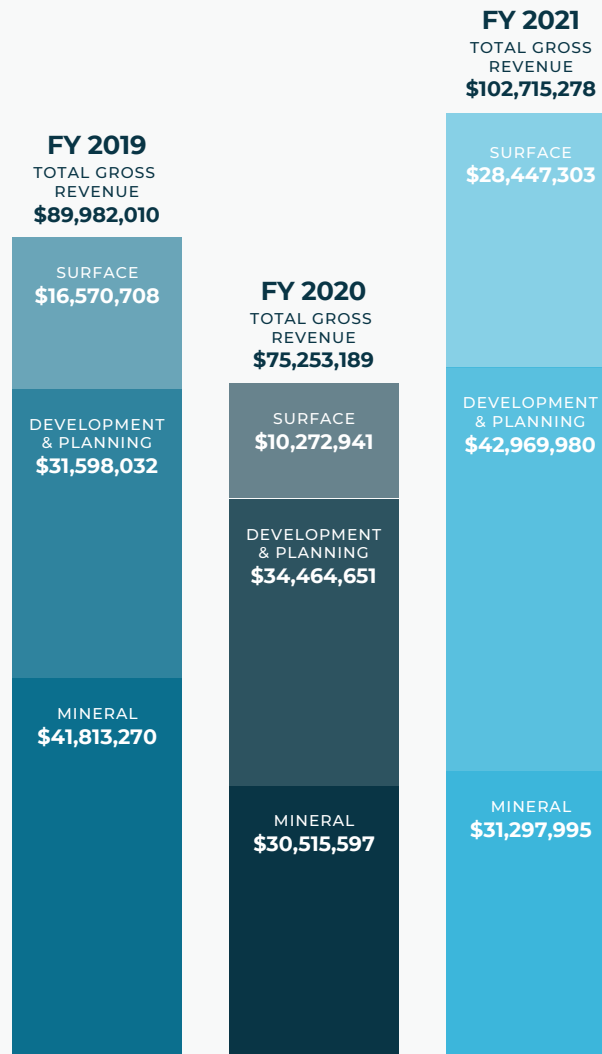 FY 2019
TOTAL GROSS
REVENUE
$89,982,010
SURFACE
$16,570,708
DEVELOPMENT
& PLANNING
$31,598,032
MINERAL
$41,813,270
FY 2020
TOTAL GROSS
REVENUE
$75,253,189
SURFACE
$10,272,941
DEVELOPMENT
& PLANNING
$34,464,651
MINERAL
$30,515,597
FY 2021
TOTAL GROSS
REVENUE
$102,715,278
SURFACE
$28,447,303
DEVELOPMENT
& PLANNING
$42,969,980
MINERAL
$31,297,995